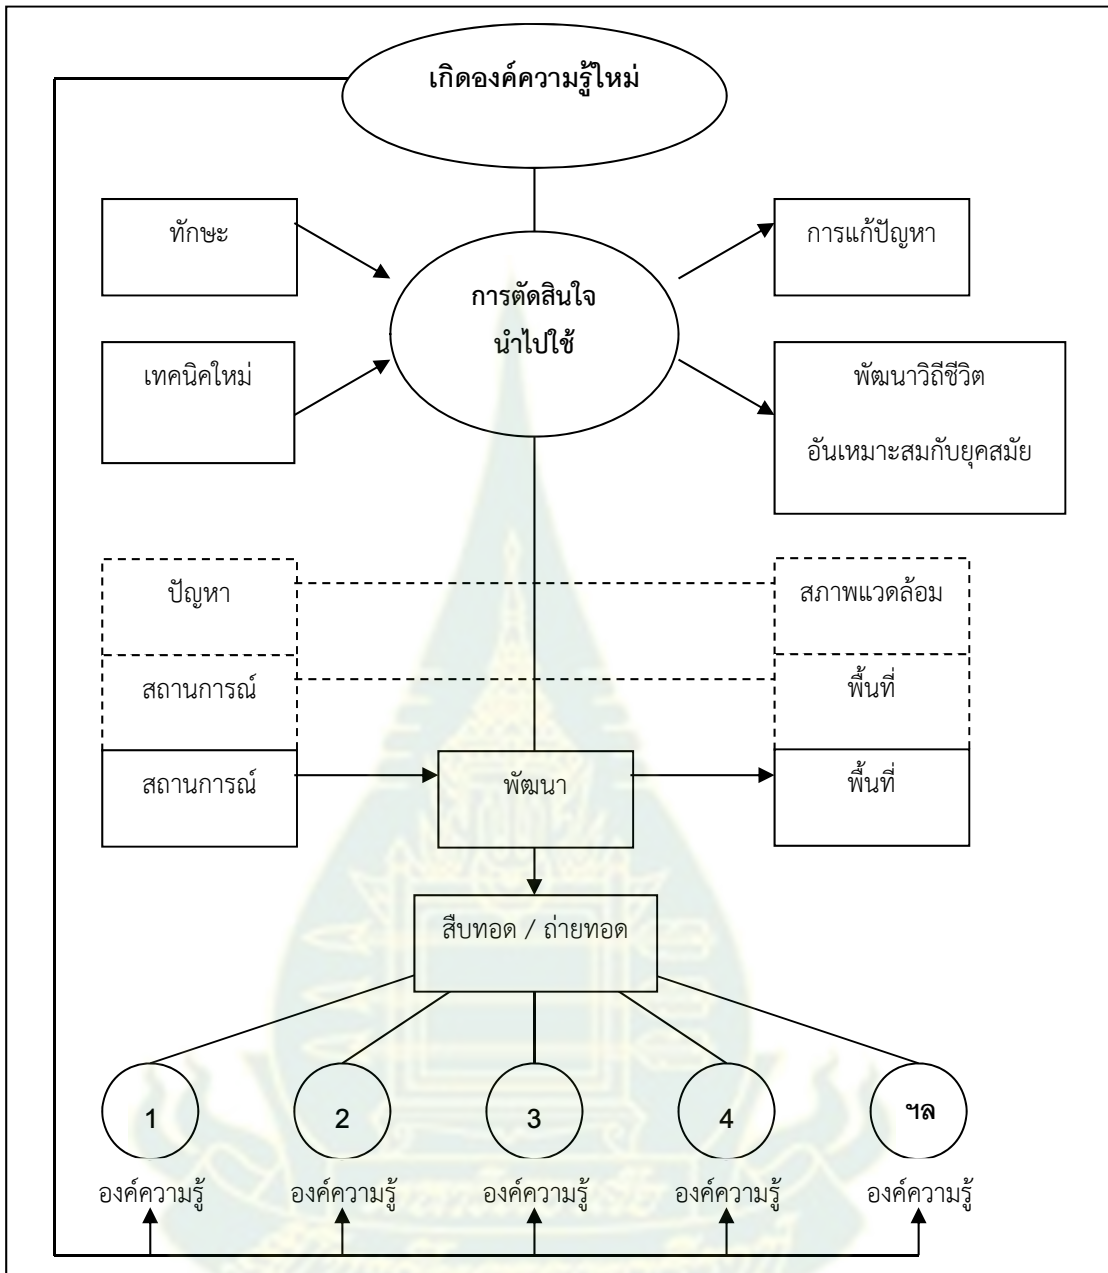 เกิดองค์ความรู้ใหม่
ทักษะ
การแก้ปัญหา
การตัดสินใจ
นำไปใช้
เทคนิคใหม่
พัฒนาวิถีชีวิต
อันเหมาะสมกับยุคสมัย
ปัญหา
สภาพแวดล้อม
สถานการณ์
พื้นที่
สถานการณ์
พัฒนา
พื้นที่
สืบทอด / ถ่ายทอด
1
2
3
4
ฯล
องค์ความรู้
องค์ความรู้
องค์ความรู้
องค์ความรู้
องค์ความรู้